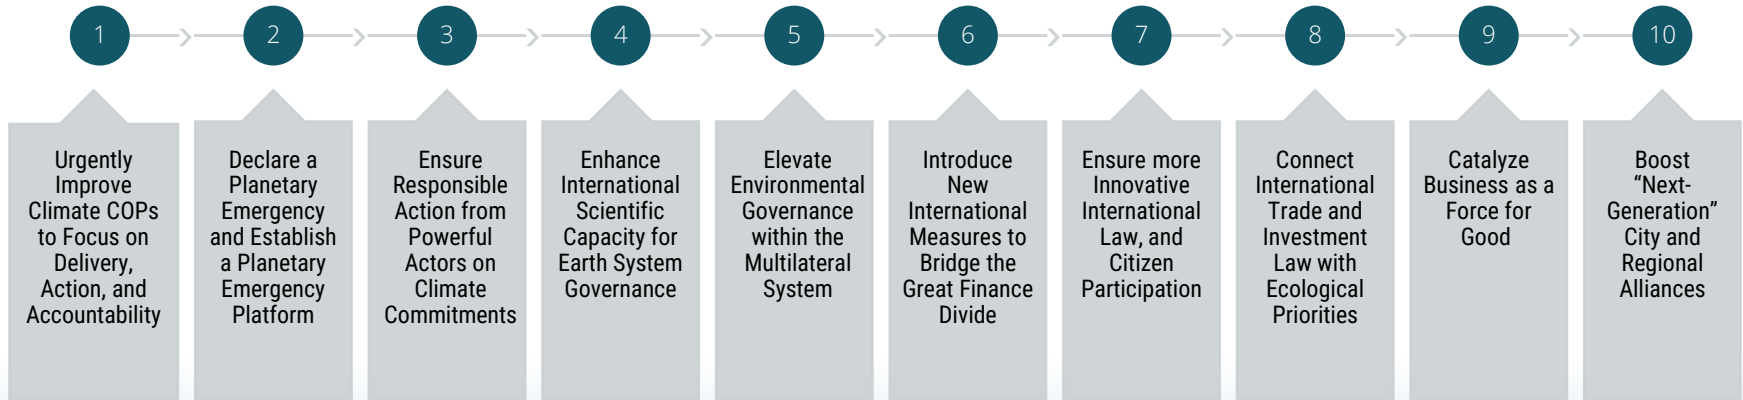 1
2
3
4
5
6
7
8
9
10
Urgently
Improve
Climate COPs
to Focus on
Delivery,
Action, and
Accountability
Declare a
Planetary
Emergency
and Establish
a Planetary
Emergency
Platform
Ensure
Responsible
Action from
Powerful
Actors on
Climate
Commitments
Enhance
International
Scientific
Capacity for
Earth System
Governance
Elevate
Environmental
Governance
within the
Multilateral
System
Introduce
New
International
Measures to
Bridge the
Great Finance
Divide
Ensure more
Innovative
International
Law, and
Citizen
Participation
Connect
International
Trade and
Investment
Law with
Ecological
Priorities
Catalyze
Business as a
Force for
Good
Boost
“Next-
Generation”
City and
Regional
Alliances